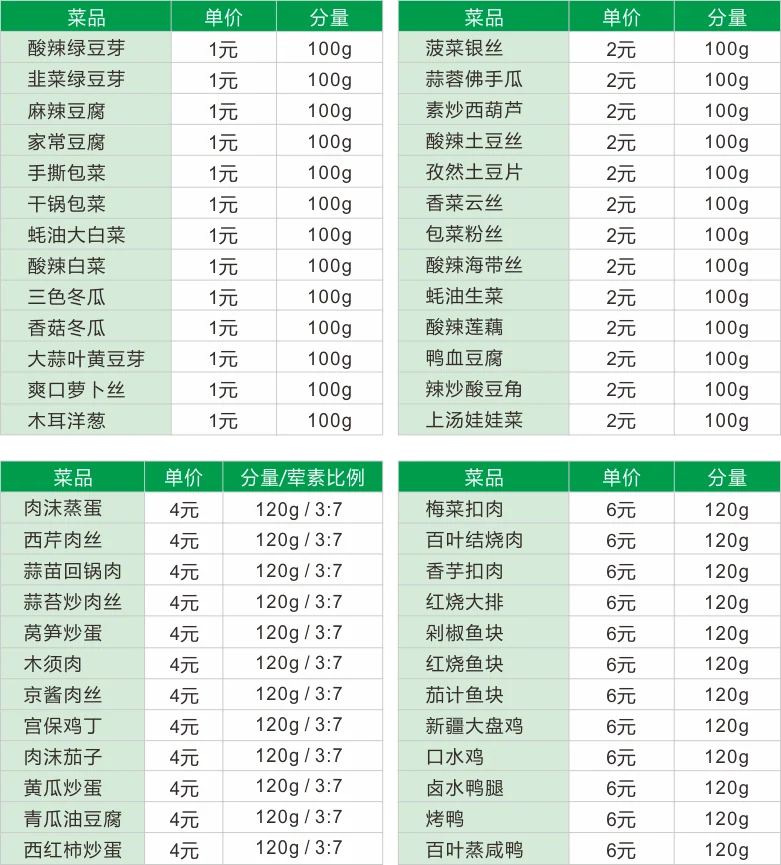 菜品 单价 分量
酸辣绿豆芽 1元 100g
韭菜绿豆芽 1元 100g
麻辣豆腐 1元 100g
家常豆腐 1元 100g
手撕包菜 1元 100g
干锅包菜 1元 100g
蚝油大白菜 1元 100g
酸辣白菜 1元 100g
三色冬瓜 1元 100g
香菇冬瓜 1元 100g
大蒜叶黄豆芽 1元 100g
爽口萝卜丝 1元 100g
木耳洋葱 1元 100g
菜品 单价 分量
菠菜银丝 2元 100g
蒜蓉佛手瓜 2元 100g
素炒西葫芦 2元 100g
酸辣土豆丝 2元 100g
孜然土豆片 2元 100g
香菜云丝 2元 100g
包菜粉丝 2元 100g
酸辣海带丝 2元 100g
蚝油生菜 2元 100g
酸辣莲藕 2元 100g
鸭血豆腐 2元 100g
辣炒酸豆角 2元 100g
上汤娃娃菜 2元 100g
菜品 单价 分量/荤素比例
肉沫蒸蛋 4元 120g / 3:7
西芹肉丝 4元 120g / 3:7
蒜苗回锅肉 4元 120g / 3:7
蒜苔炒肉丝 4元 120g / 3:7
莴笋炒蛋 4元 120g / 3:7
木须肉 4元 120g / 3:7
京酱肉丝 4元 120g / 3:7
宫保鸡丁 4元 120g / 3:7
肉沫茄子 4元 120g / 3:7
黄瓜炒蛋 4元 120g / 3:7
青瓜油豆腐 4元 120g / 3:7
西红柿炒蛋 4元 120g / 3:7
菜品 单价 分量
梅菜扣肉 6元 120g
百叶结烧肉 6元 120g
香芋扣肉 6元 120g
红烧大排 6元 120g
剁椒鱼块 6元 120g
红烧鱼块 6元 120g
茄计鱼块 6元 120g
新疆大盘鸡 6元 120g
口水鸡 6元 120g
卤水鸭腿 6元 120g
烤鸭 6元 120g
百叶蒸咸鸭 6元 120g